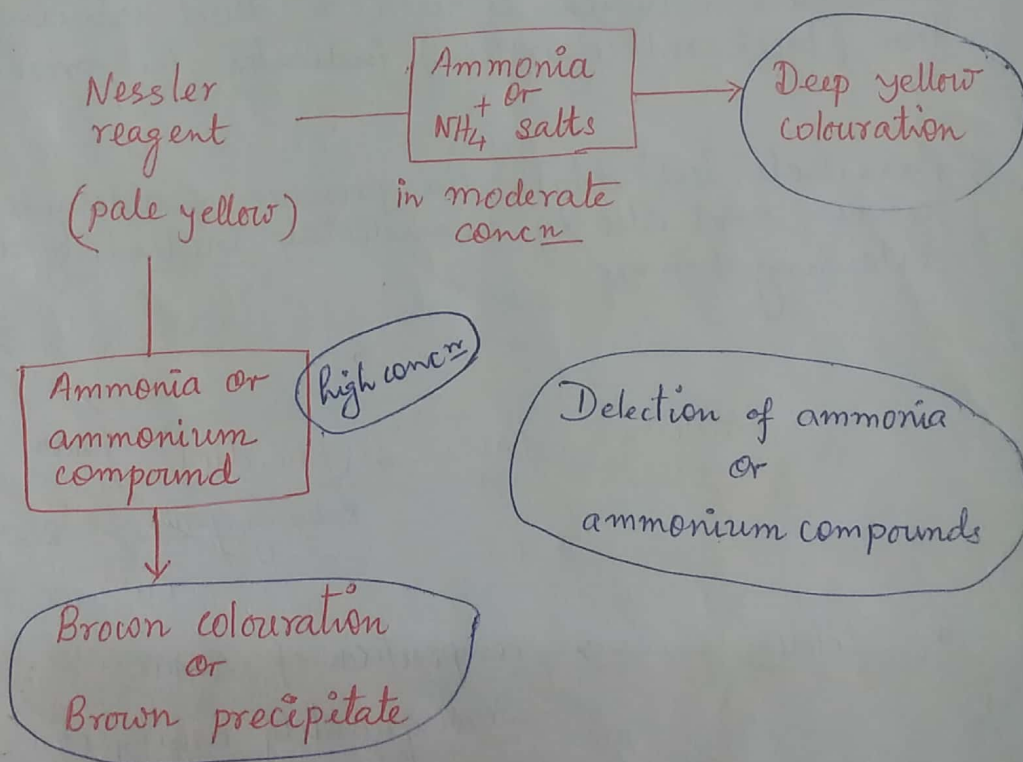 Nessler
reagent
(pale yellow)
Ammonia
or
NH4+ salts
in moderate
concn
Deep yellow
colouration
Ammonia or
ammonium
compound
high concn
Brown colouration
or
Brown precipitate
Delection of ammonia
or
ammonium compounds